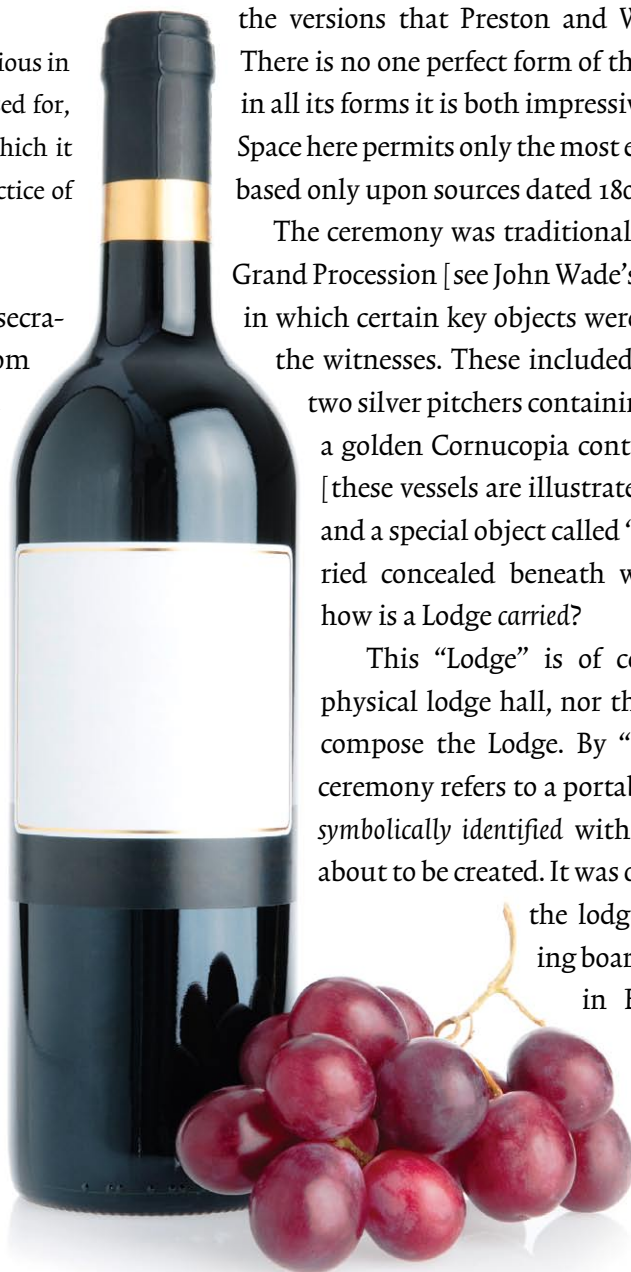 ious in
ed for,
hich it
ctice of
secra-
om
the versions that Preston and W
There is no one perfect form of th
in all its forms it is both impressiv
Space here permits only the most e
based only upon sources dated 180
The ceremony was traditional
Grand Procession [see John Wade’s
in which certain key objects were
the witnesses. These included
two silver pitchers containin
a golden Cornucopia cont
[these vessels are illustrate
and a special object called “
ried concealed beneath w
how is a Lodge carried?
This “Lodge” is of co
physical lodge hall, nor th
compose the Lodge. By “
ceremony refers to a portab
symbolically identified with
about to be created. It was o
the lodg
ing boar
in E